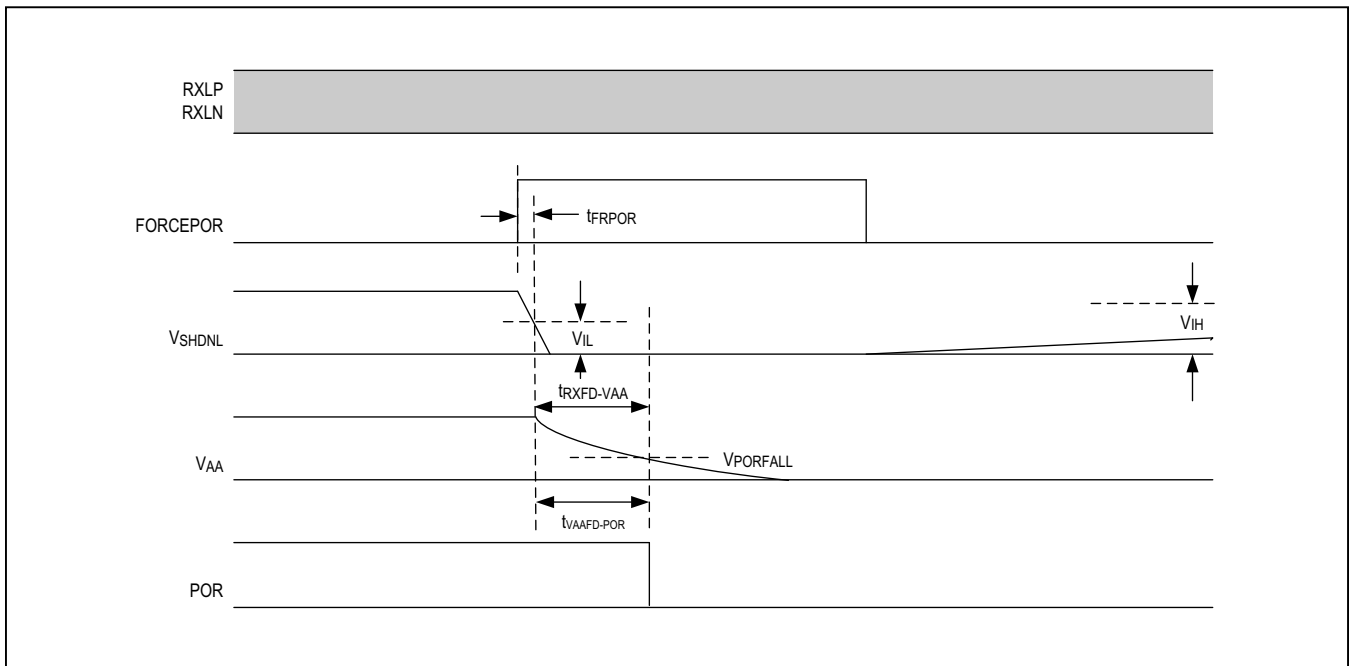 RXLP
RXLN
FORCEPOR
tFRPOR
VSHDNL
VIL
VIH
tRXFD-VAA
VAA
VPORFALL
tVAAFD-POR
POR